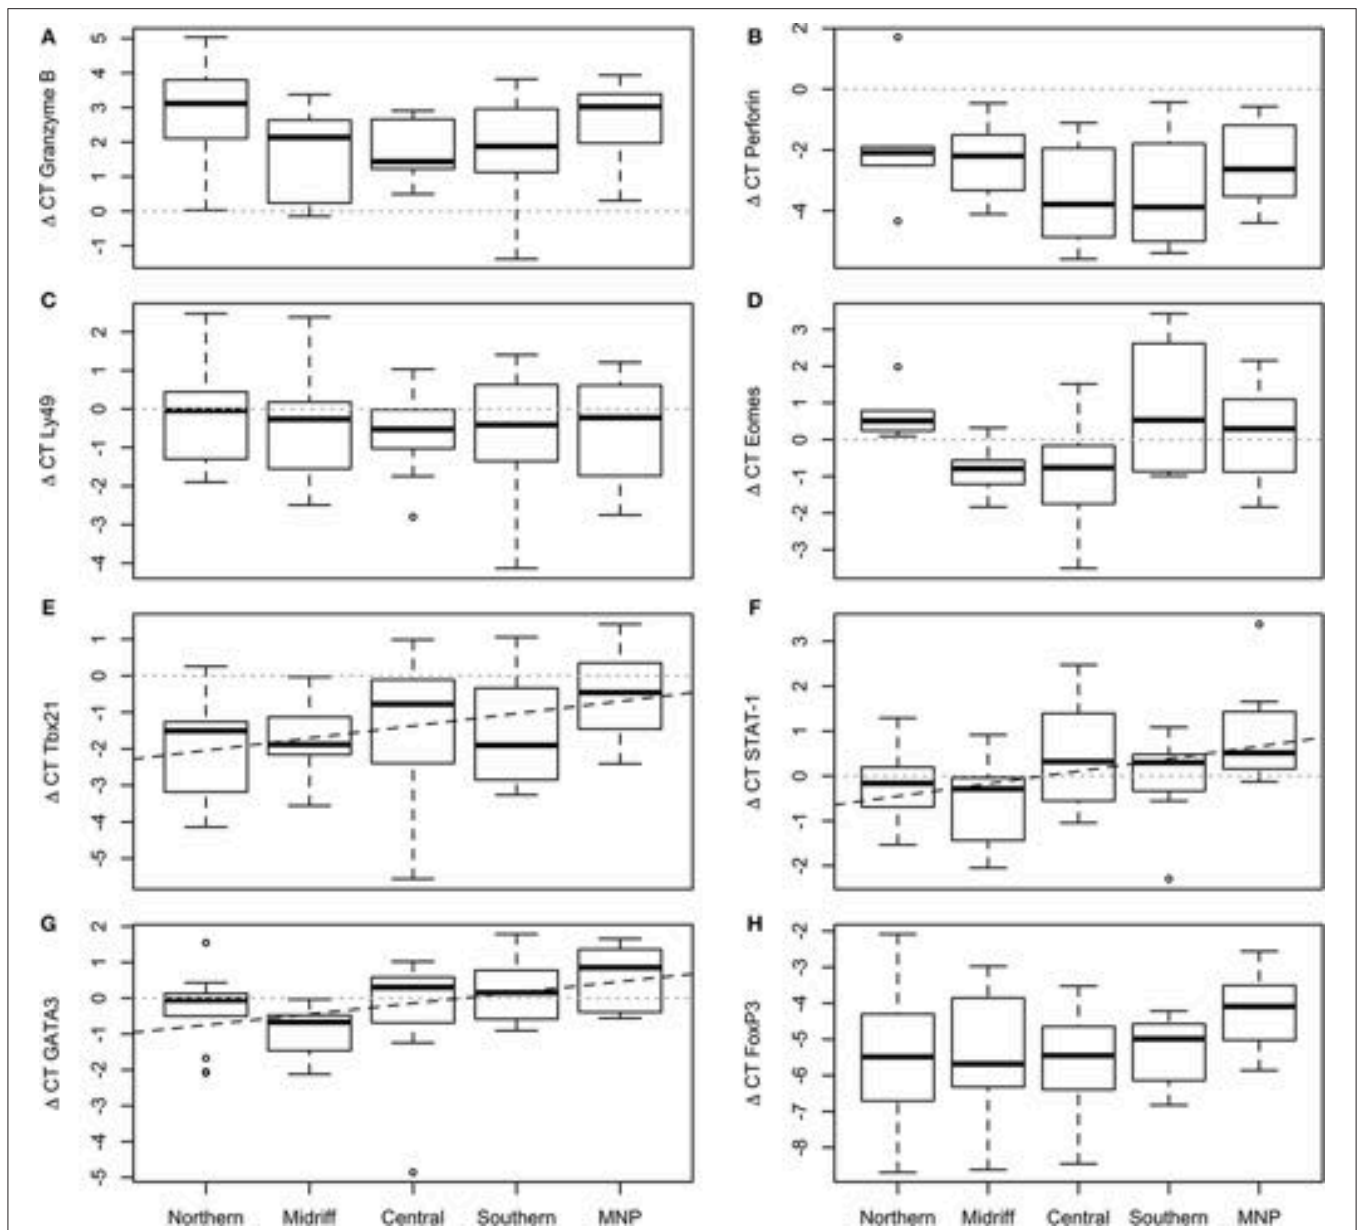 A
Δ CT Granzyme B
5
4
3
2
1
0
-1
B
Δ CT Perforin
2
0
-2
-4
C
Δ CT Ly49
2
1
0
-1
-2
-3
-4
D
Δ CT Eomes
3
2
1
0
-1
-2
-3
E
Δ CT Tbx21
1
0
-1
-2
-3
-4
-5
F
Δ CT STAT-1
3
2
1
0
-1
-2
G
Δ CT GATA3
2
1
0
-1
-2
-3
-4
-5
H
Δ CT FoxP3
-2
-3
-4
-5
-6
-7
-8
Northern Midriff Central Southern MNP
Northern Midriff Central Southern MNP